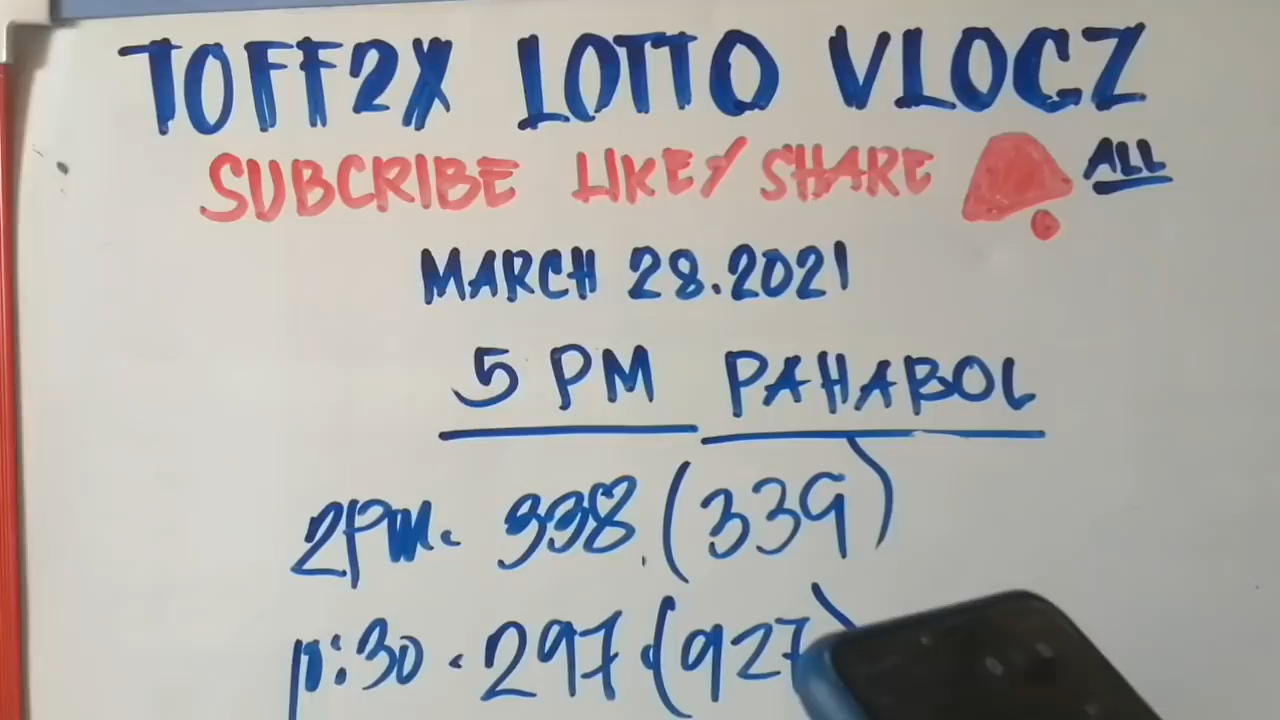 TOFF2X LOTTO VLOGZ
SUBCRIBE LIKE/SHARE ALL
MARCH 28.2021
5 PM PAHABOL
2PM. 338 (339)
p:30 . 297 (927)